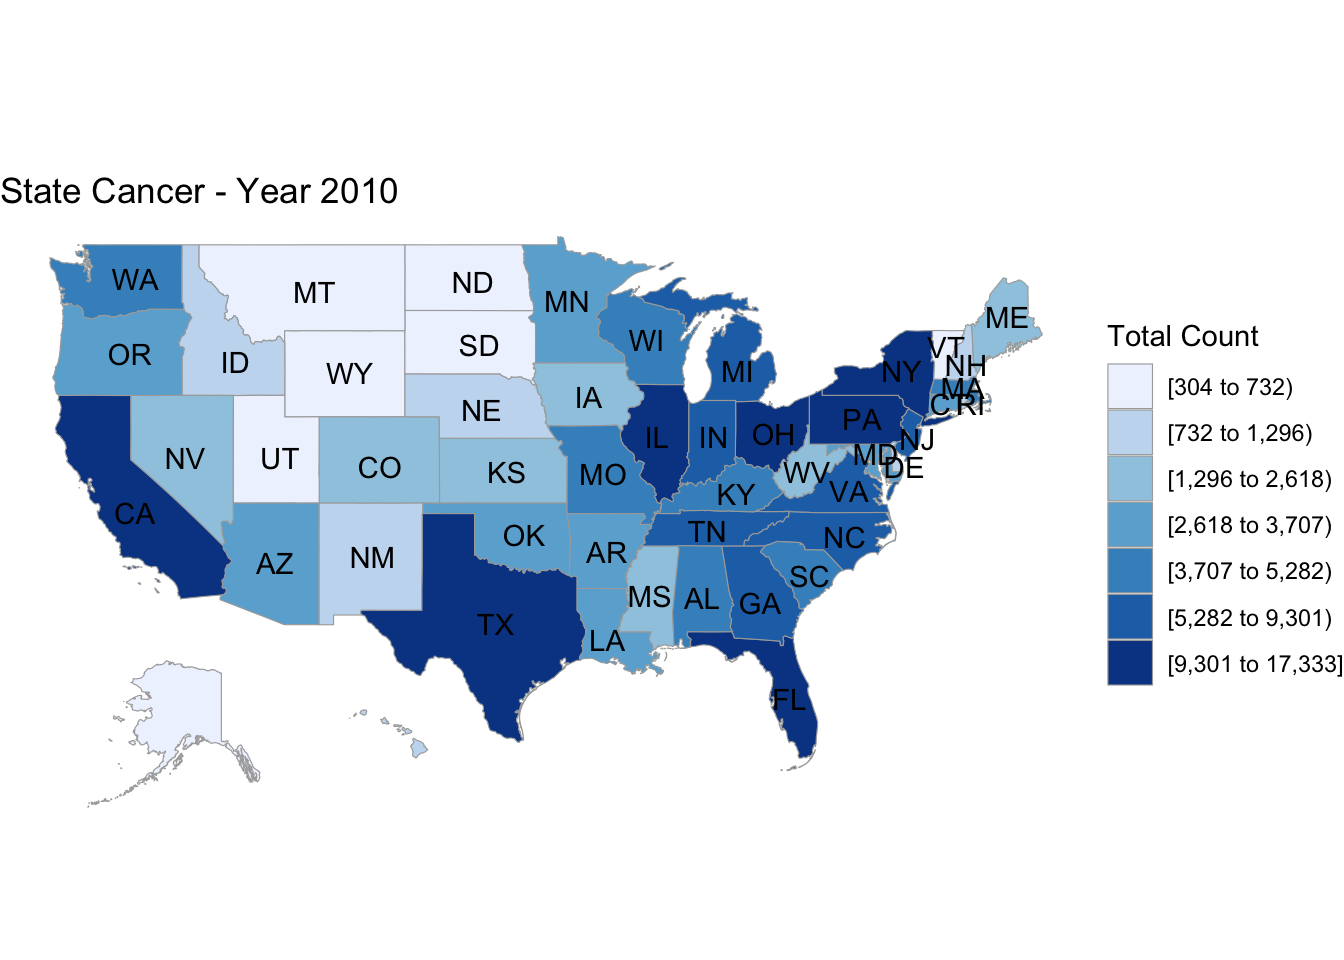 State Cancer - Year 2010
WA
MT
ND
MN
ME
OR
ID
WY
SD
WI
MI
VT
NH
NY
MA
CT
RI
NE
IA
PA
NJ
NV
UT
CO
KS
MO
IL
IN
OH
MD
DE
WV
VA
KY
CA
AZ
NM
OK
AR
TN
NC
SC
TX
LA
MS
AL
GA
FL
Total Count
[304 to 732)
[732 to 1,296)
[1,296 to 2,618)
[2,618 to 3,707)
[3,707 to 5,282)
[5,282 to 9,301)
[9,301 to 17,333]